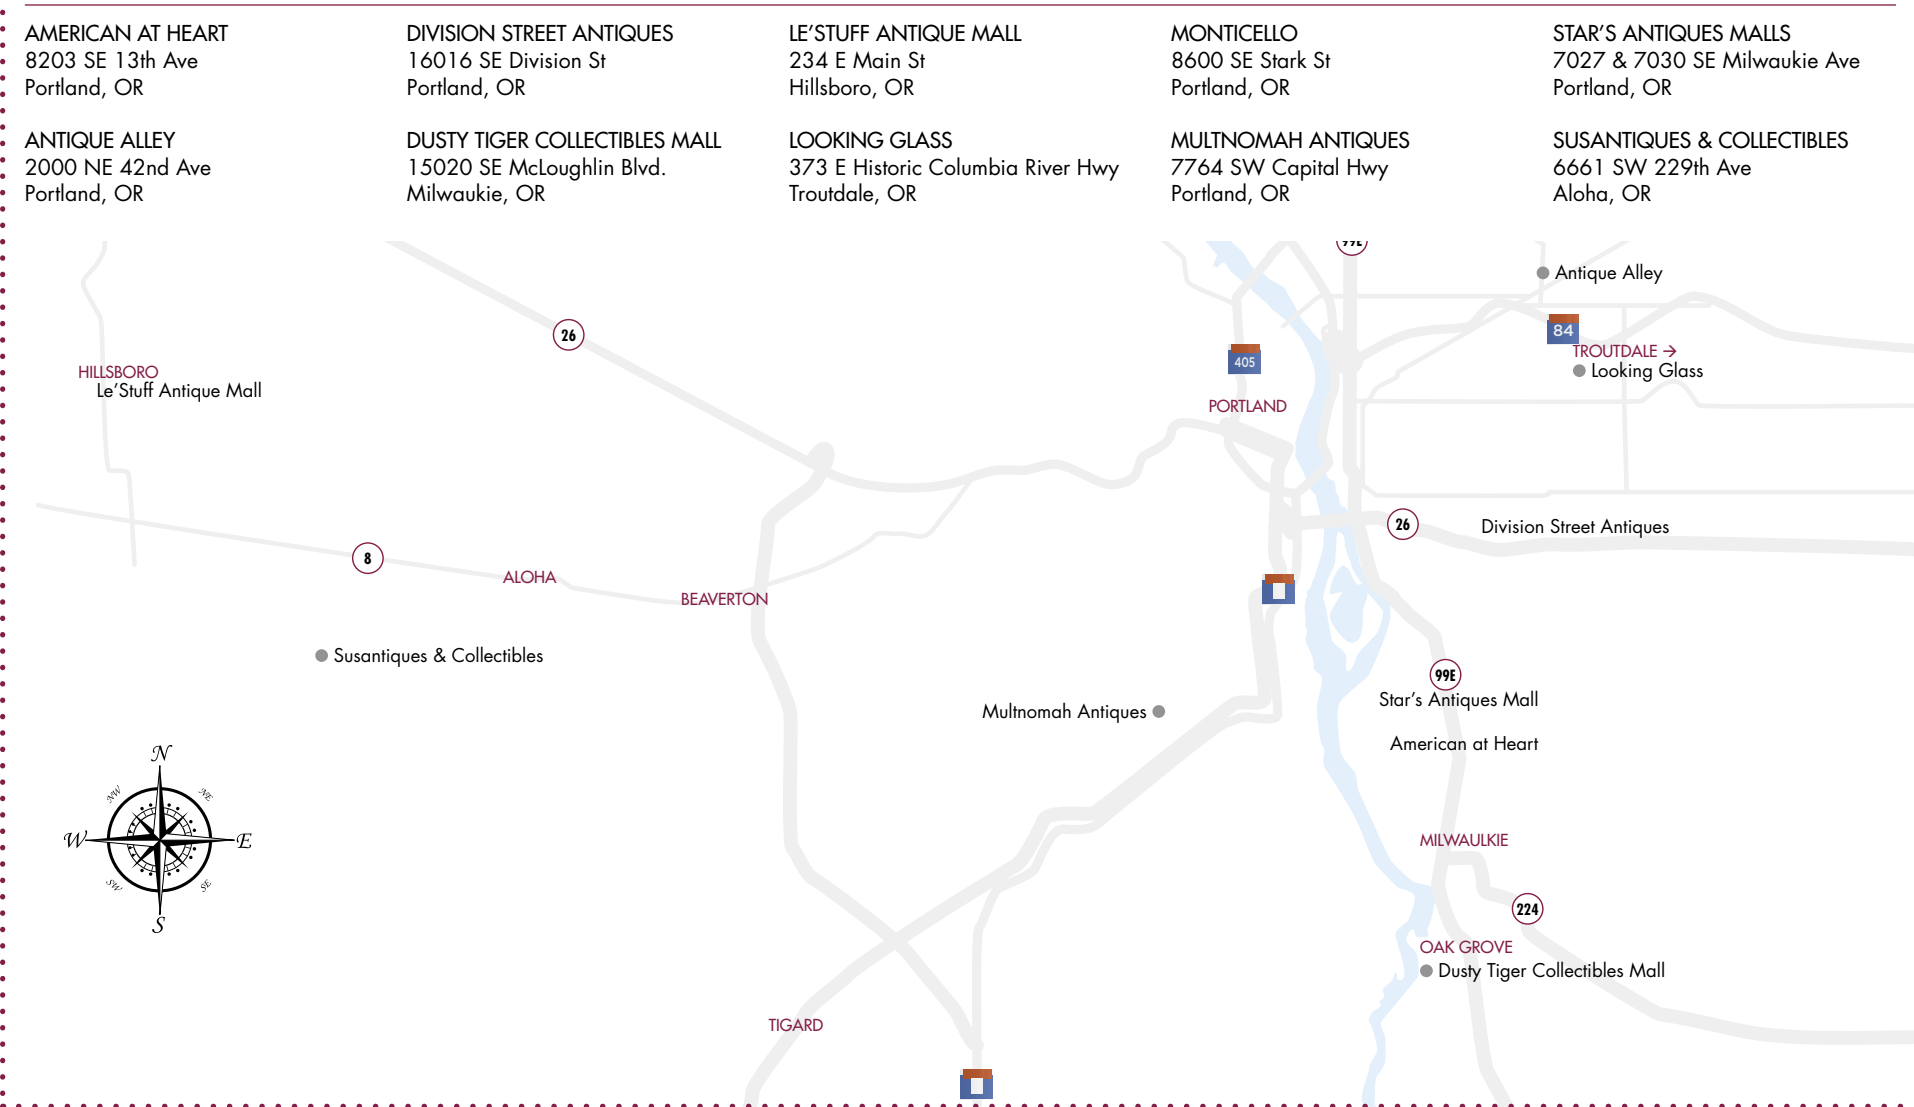 AMERICAN AT HEART
8203 SE 13th Ave
Portland, OR
ANTIQUE ALLEY
2000 NE 42nd Ave
Portland, OR
DIVISION STREET ANTIQUES
16016 SE Division St
Portland, OR
DUSTY TIGER COLLECTIBLES MALL
15020 SE McLoughlin Blvd.
Milwaukie, OR
LE'STUFF ANTIQUE MALL
234 E Main St
Hillsboro, OR
LOOKING GLASS
373 E Historic Columbia River Hwy
Troutdale, OR
MONTICELLO
8600 SE Stark St
Portland, OR
MULTNOMAH ANTIQUES
7764 SW Capital Hwy
Portland, OR
STAR'S ANTIQUES MALLS
7027 & 7030 SE Milwaukie Ave
Portland, OR
SUSANTIQUES & COLLECTIBLES
6661 SW 229th Ave
Aloha, OR
99E
Antique Alley
26
84
TROUTDALE →
405
HILLSBORO
Looking Glass
Le'Stuff Antique Mall
PORTLAND
26
Division Street Antiques
8
ALOHA
BEAVERTON
Susantiques & Collectibles
99E
Star's Antiques Mall
Multnomah Antiques
American at Heart
N
NW
NE
W
E
SW
SE
S
MILWAULKIE
224
OAK GROVE
Dusty Tiger Collectibles Mall
TIGARD